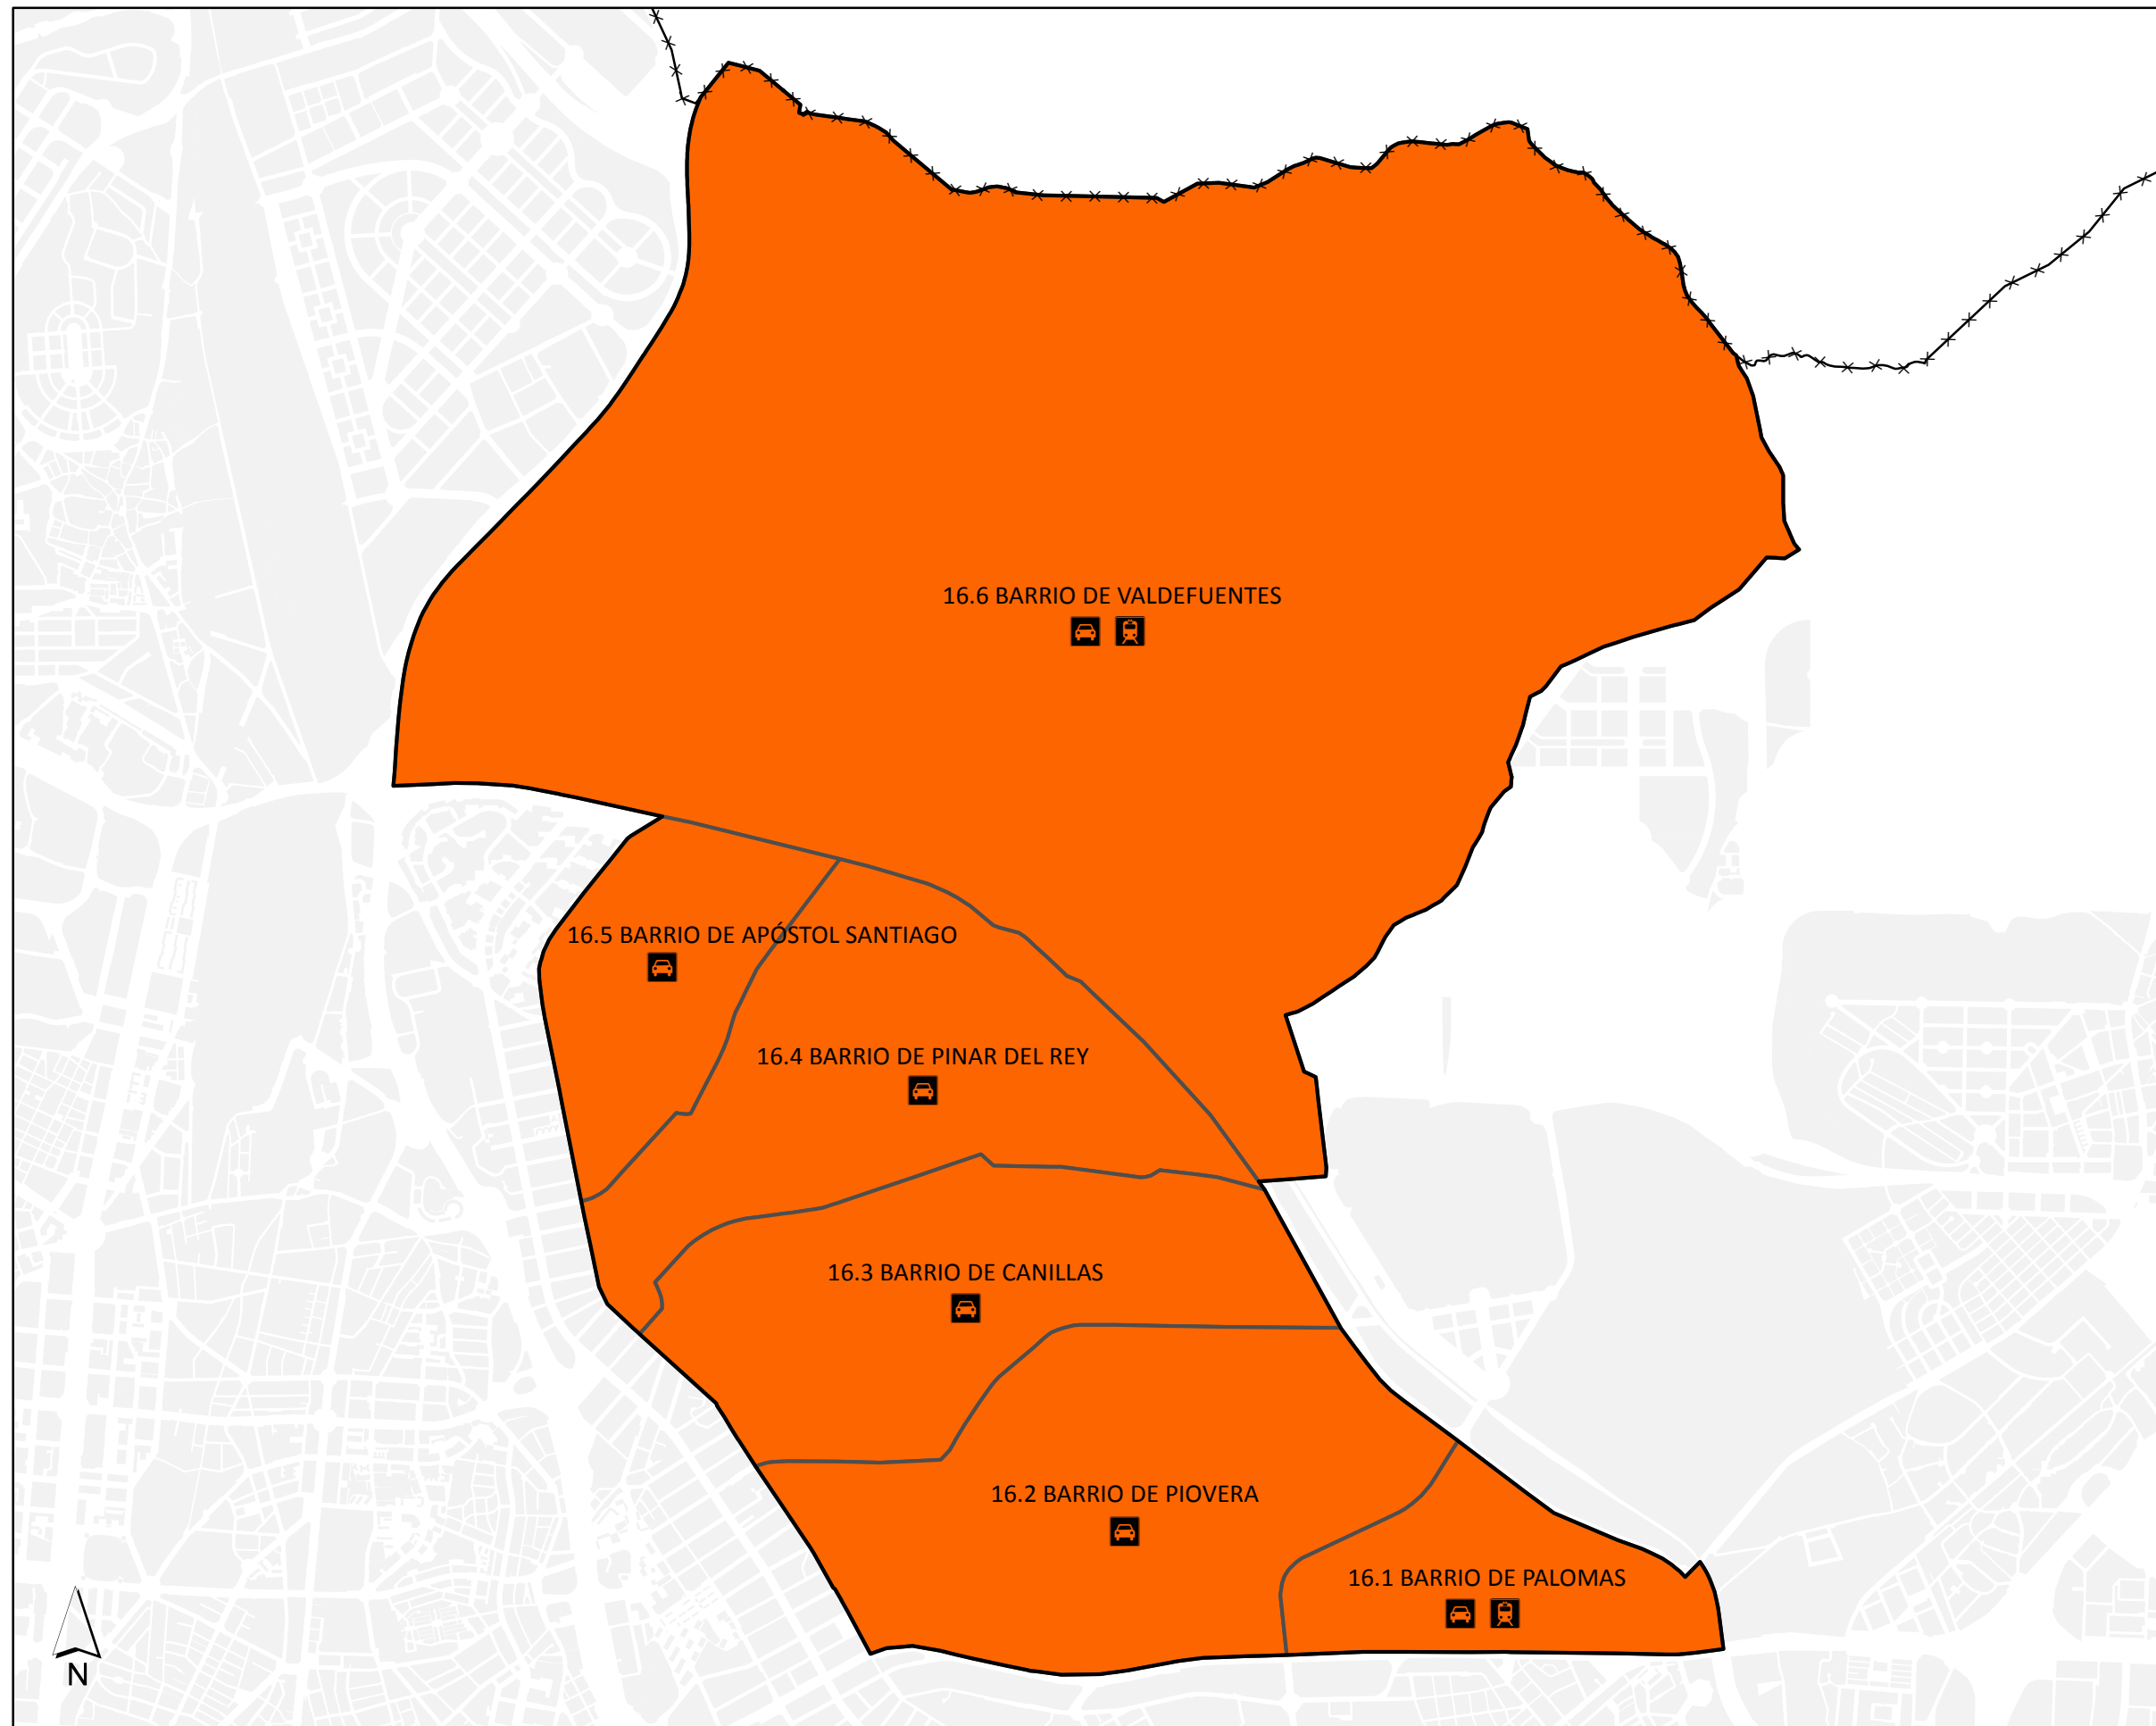 16.6 BARRIO DE VALDEFUENTES
16.5 BARRIO DE APÓSTOL SANTIAGO
16.4 BARRIO DE PINAR DEL REY
16.3 BARRIO DE CANILLAS
16.2 BARRIO DE PIOVERA
16.1 BARRIO DE PALOMAS
N